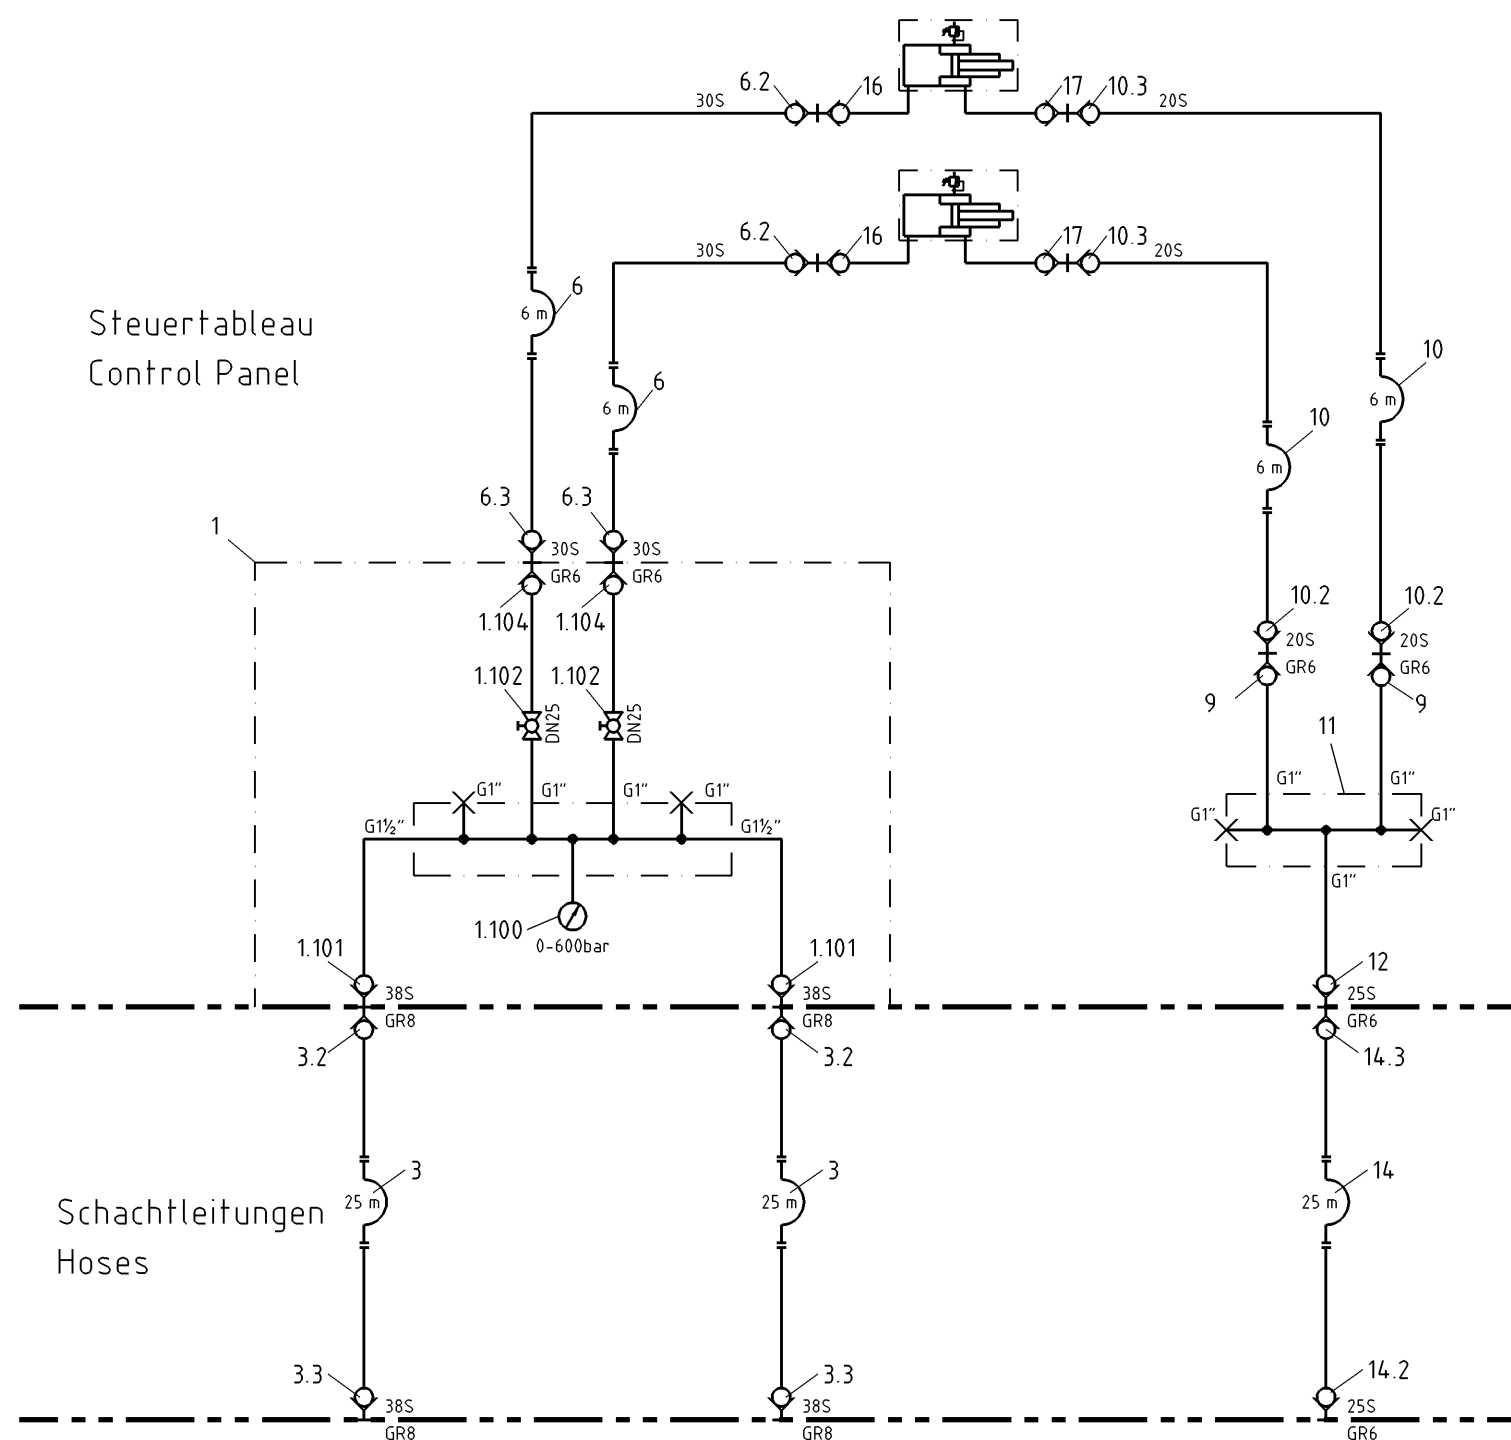 6.2
16
17
10.3
30S
20S
6.2
16
17
10.3
30S
20S
6
6 m
Steuertableau
Control Panel
10
6 m
6
6 m
10
6 m
6.3
6.3
1
30S
30S
GR6
GR6
10.2
10.2
1.104
1.104
20S
20S
GR6
GR6
1.102
1.102
9
9
DN25
DN25
11
G1"
G1"
G1"
G1"
G1"
G1"
G1"
G1"
G1½"
G1½"
G1"
1.100
0-600bar
1.101
1.101
12
38S
38S
25S
GR8
GR8
GR6
3.2
3.2
14.3
3
3
14
25 m
25 m
25 m
Schachtleitungen
Hoses
3.3
3.3
14.2
38S
38S
25S
GR8
GR8
GR6